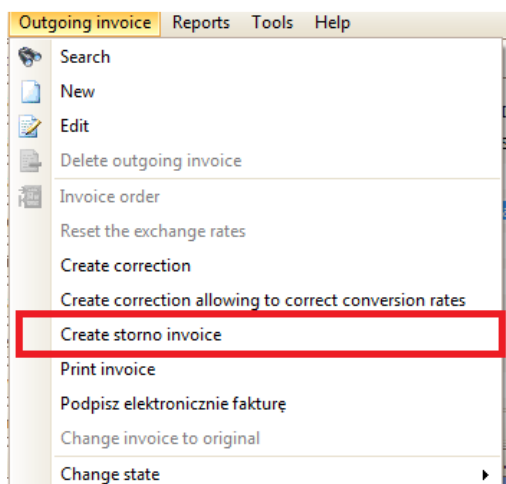 Outgoing invoice Reports Tools Help
Search
New
Edit
Delete outgoing invoice
Invoice order
Reset the exchange rates
Create correction
Create correction allowing to correct conversion rates
Create storno invoice
Print invoice
Podpisz elektronicznie fakturę
Change invoice to original
Change state